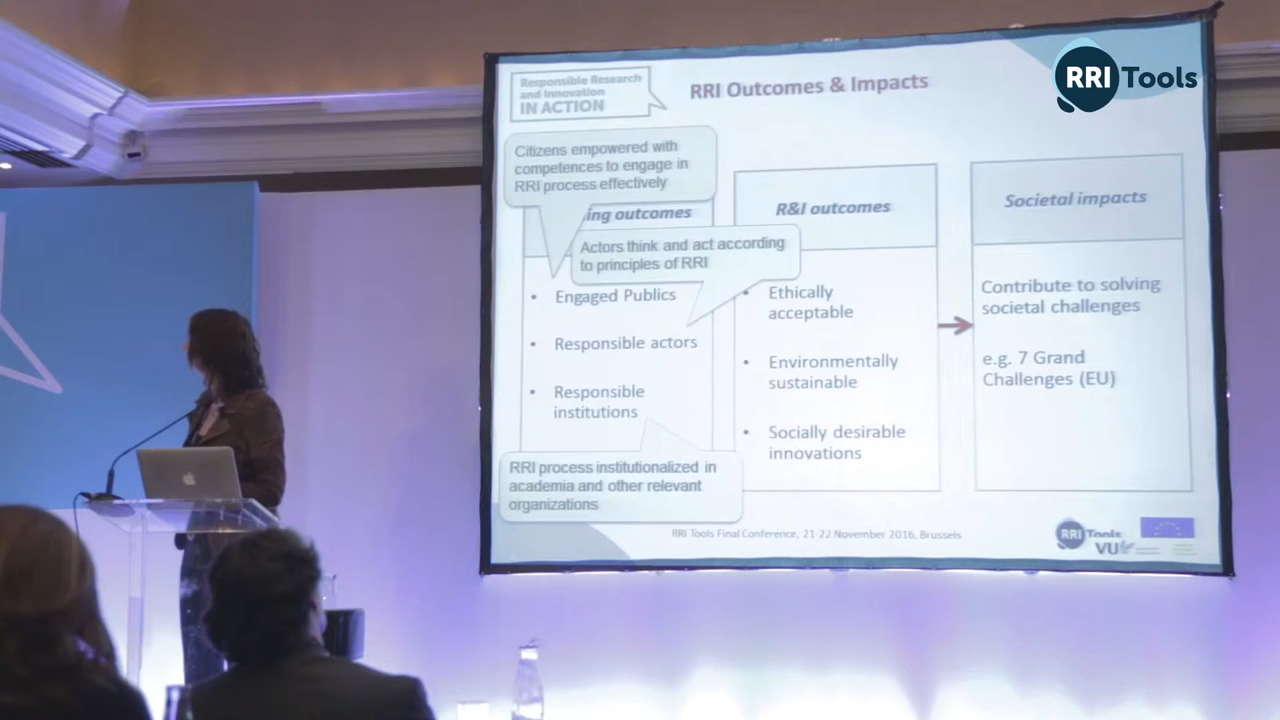 Responsible Research
and Innovation
IN ACTION
RRI Outcomes & Impacts
RRI Tools
Citizens empowered with
competences to engage in
RRI process effectively
ing outcomes
Actors think and act according
to principles of RRI
• Engaged Publics
• Responsible actors
• Responsible
institutions
RRI process institutionalized in
academia and other relevant
organizations
R&I outcomes
• Ethically
acceptable
• Environmentally
sustainable
• Socially desirable
innovations
Societal impacts
Contribute to solving
societal challenges
e.g. 7 Grand
Challenges (EU)
RRI Tools Final Conference, 21-22 November 2016, Brussels
RRI Tools
VU